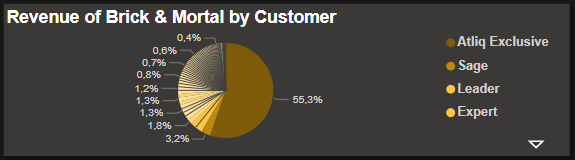 Revenue of Brick & Mortal by Customer
0,4%
0,6%
0,7%
0,8%
1,2%
1,3%
1,3%
1,8%
3,2%
55,3%
Atliq Exclusive
Sage
Leader
Expert